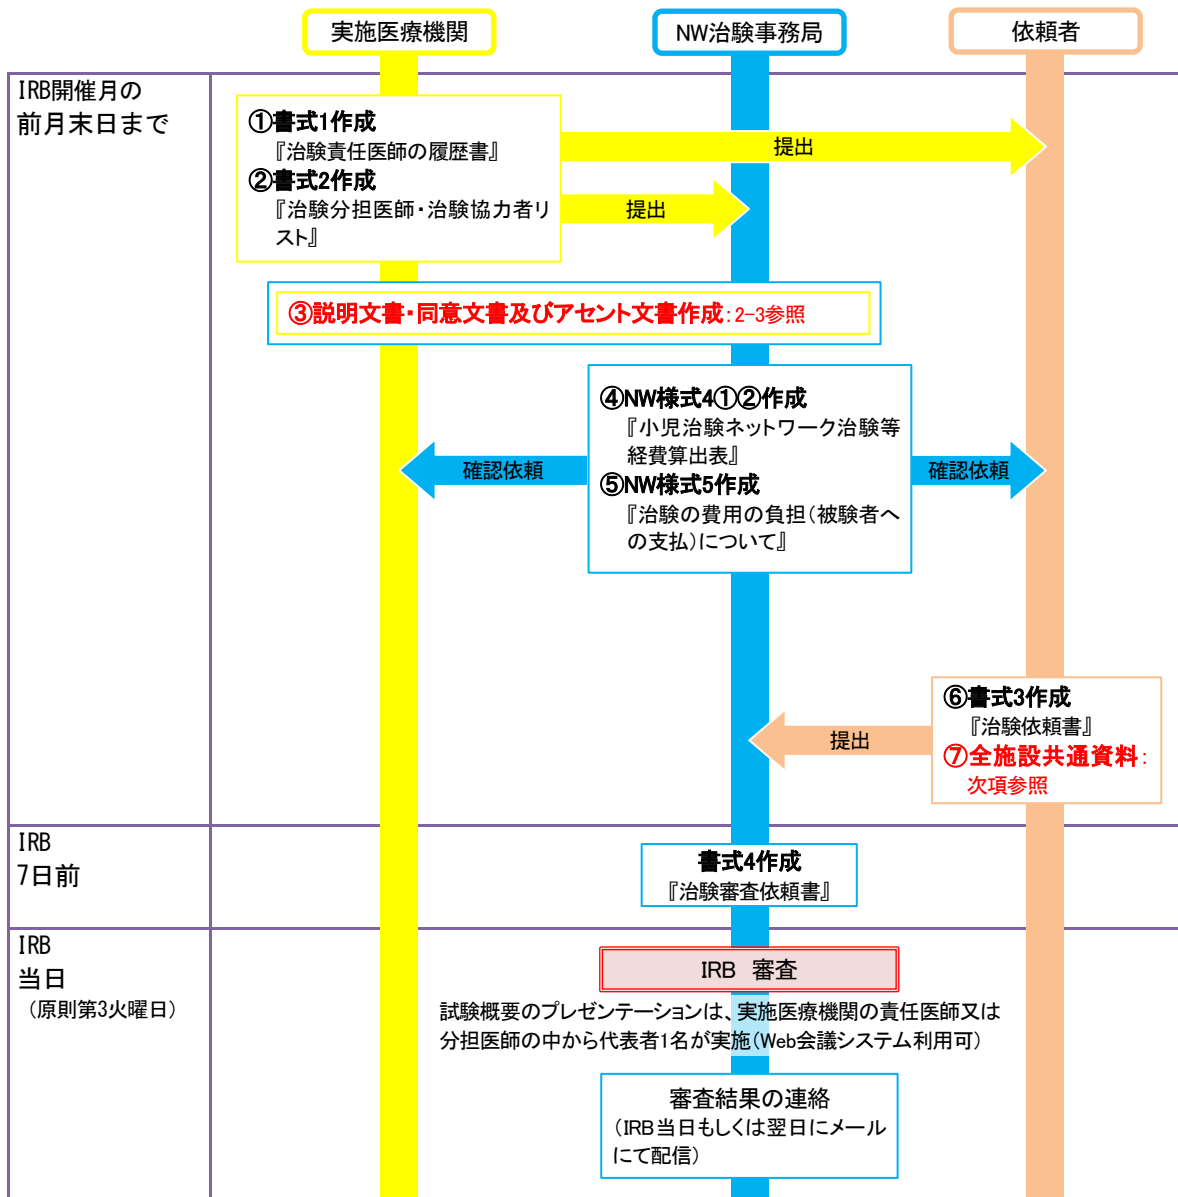 実施医療機関
NW治験事務局
依頼者
IRB開催月の
前月末日まで
①書式1作成
『治験責任医師の履歴書』
②書式2作成
『治験分担医師・治験協力者リ
スト』
提出
提出
③説明文書・同意文書及びアセント文書作成：2-3参照
④NW様式4①②作成
『小児治験ネットワーク治験等
経費算出表』
⑤NW様式5作成
『治験の費用の負担（被験者へ
の支払）について』
確認依頼
確認依頼
⑥書式3作成
『治験依頼書』
⑦全施設共通資料：
次項参照
提出
IRB
7日前
書式4作成
『治験審査依頼書』
IRB
当日
（原則第3火曜日）
IRB 審査
試験概要のプレゼンテーションは、実施医療機関の責任医師又は
分担医師の中から代表者1名が実施（Web会議システム利用可）
審査結果の連絡
（IRB当日もしくは翌日にメール
にて配信）